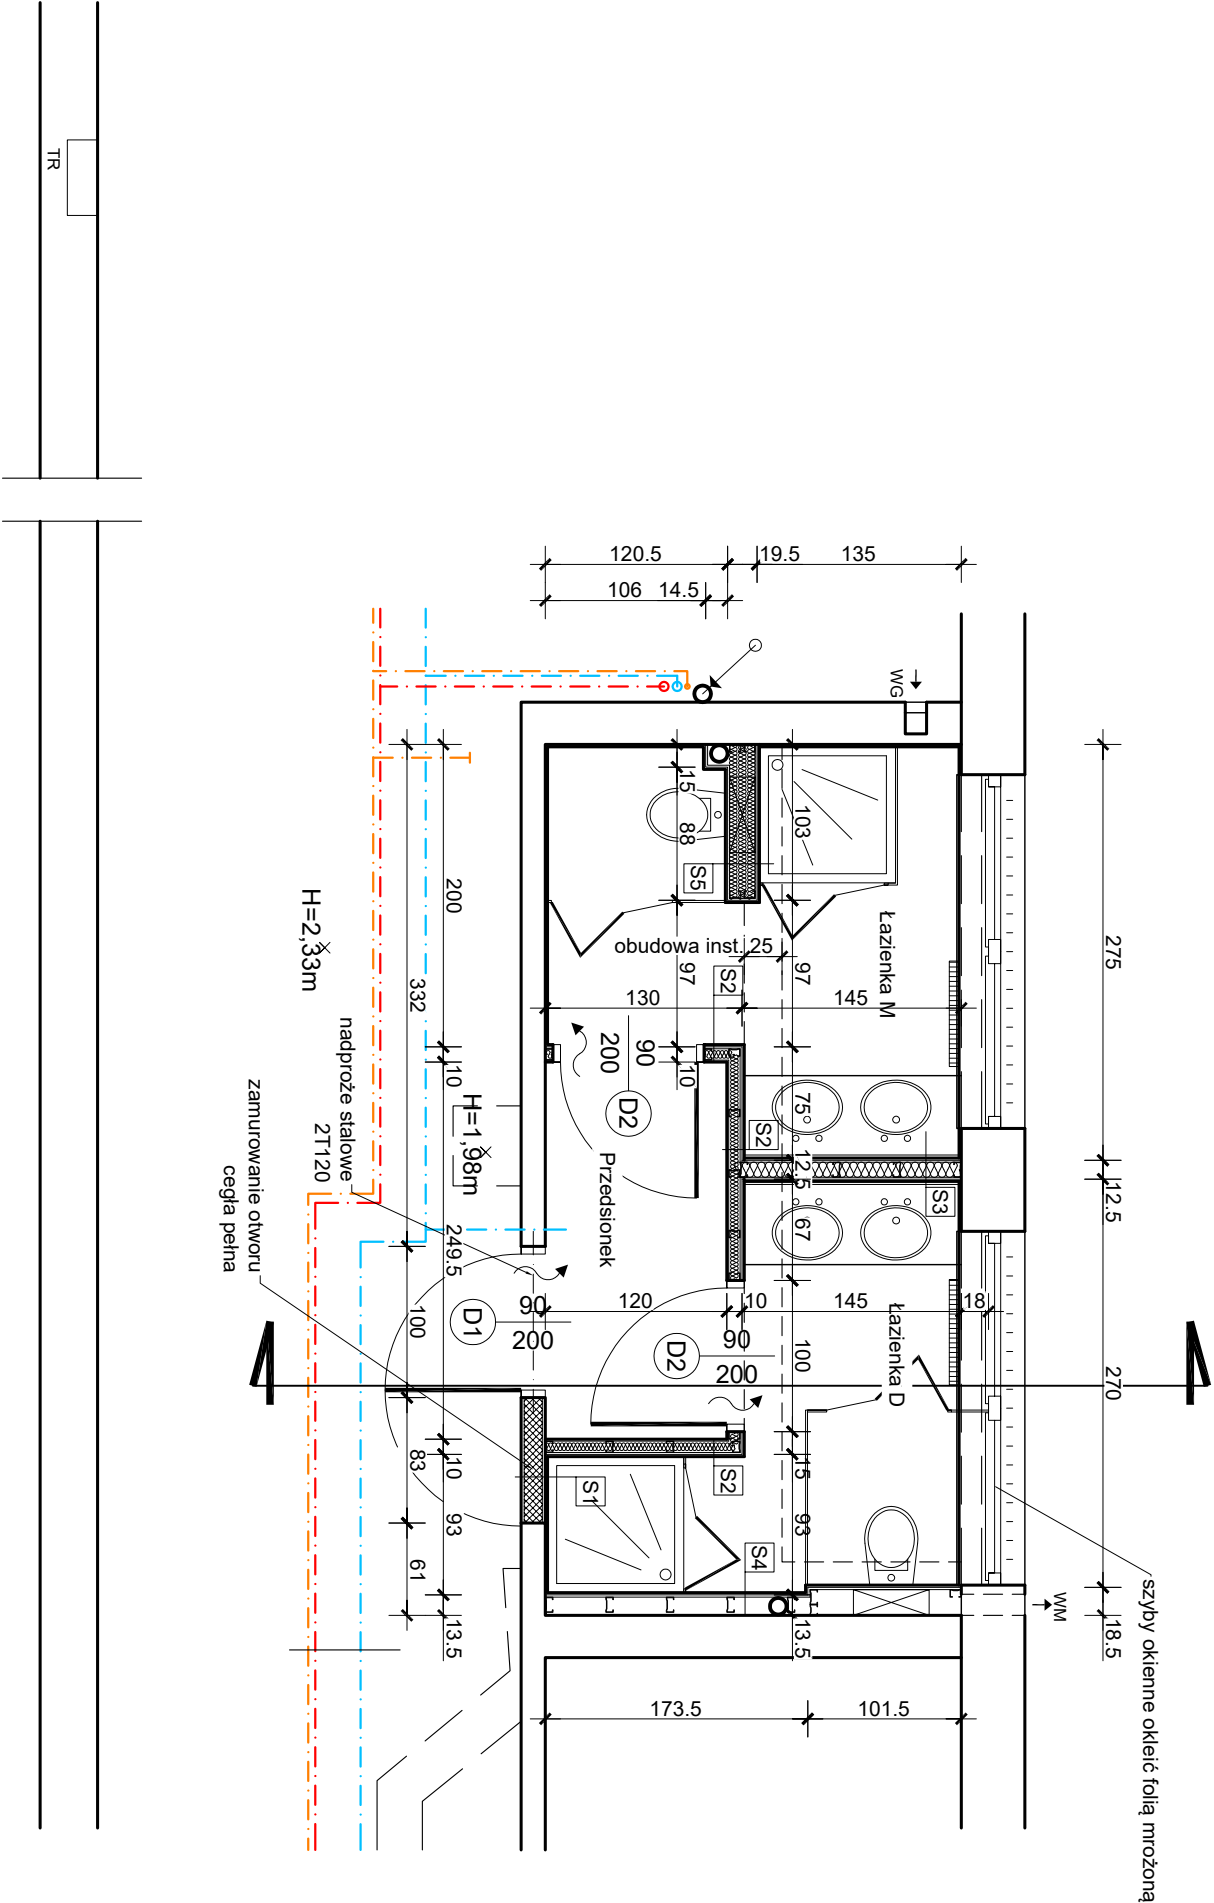 TR
120.5
19.5
135
106
14.5
WG
15
88
103
S5
Łazienka M
275
200
332
H=2,33m
obudowa inst. 25
97
S2
97
130
145
90
200
10
10
D2
75
S2
12.5
12.5
S3
H=1,98m
Przedsionek
nadproże stalowe
2T120
zamurowanie otworu
cegła pełna
67
249.5
100
D1
90
200
120
10
145
18
Łazienka D
D2
90
200
100
270
83
10
93
61
13.5
S1
S2
15
93
S4
13.5
WM
18.5
szyby okienne okleić folią mrożoną
173.5
101.5